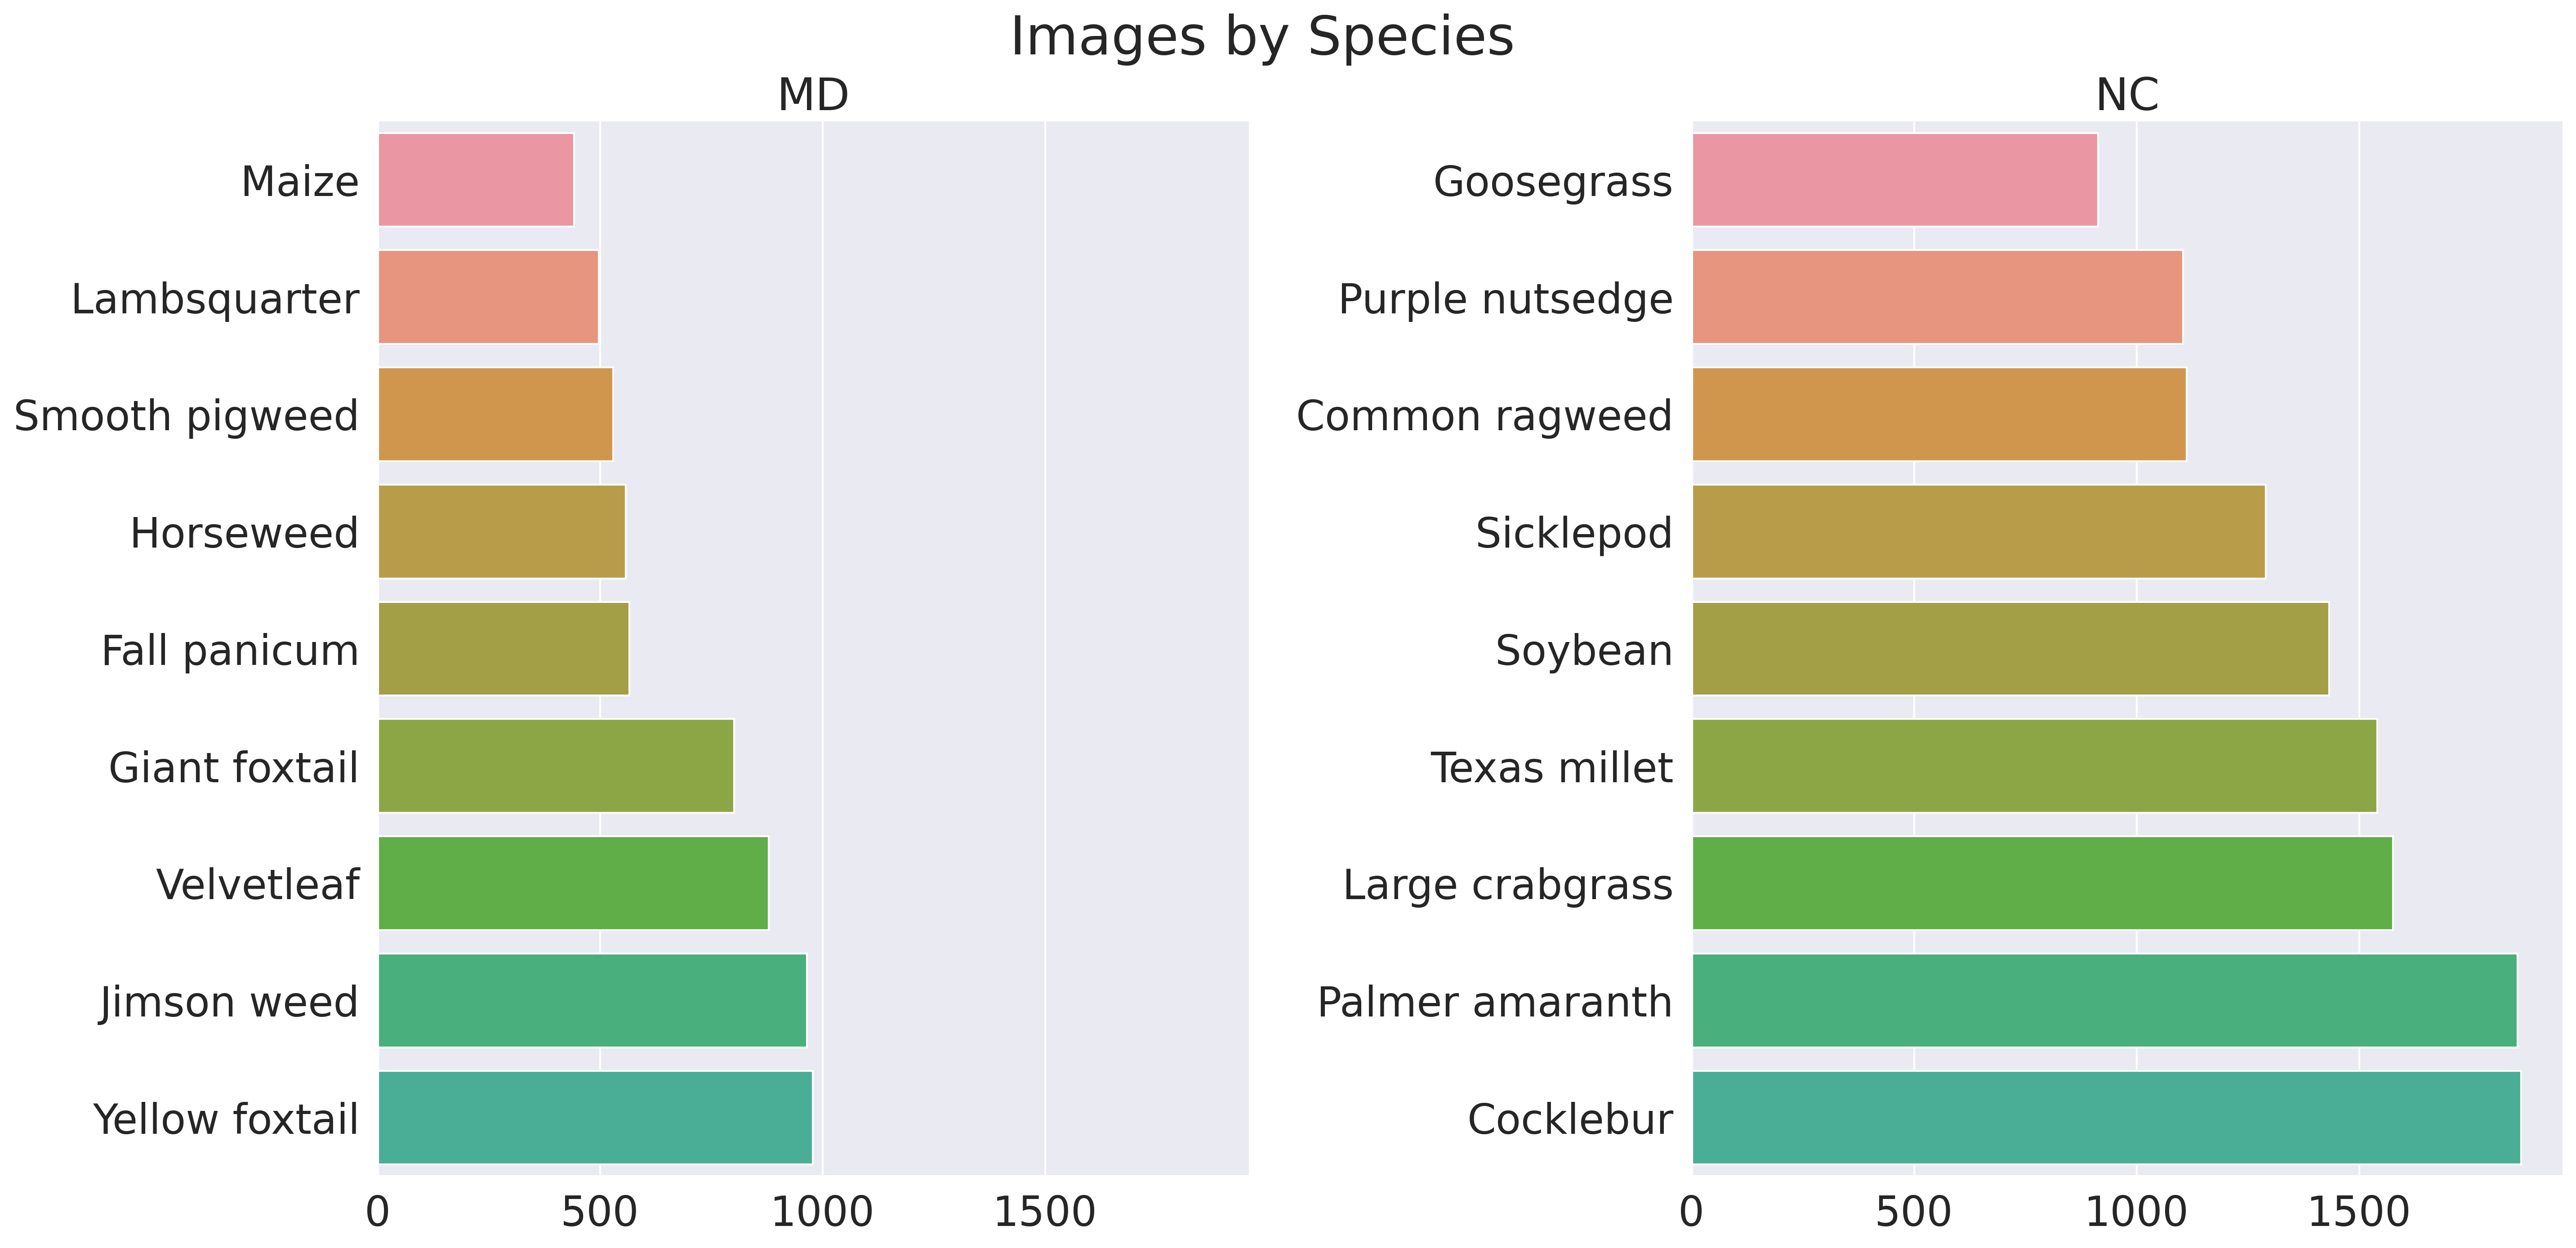 Images by Species
MD
Maize
Lambsquarter
Smooth pigweed
Horseweed
Fall panicum
Giant foxtail
Velvetleaf
Jimson weed
Yellow foxtail
0 500 1000 1500
NC
Goosegrass
Purple nutsedge
Common ragweed
Sicklepod
Soybean
Texas millet
Large crabgrass
Palmer amaranth
Cocklebur
0 500 1000 1500